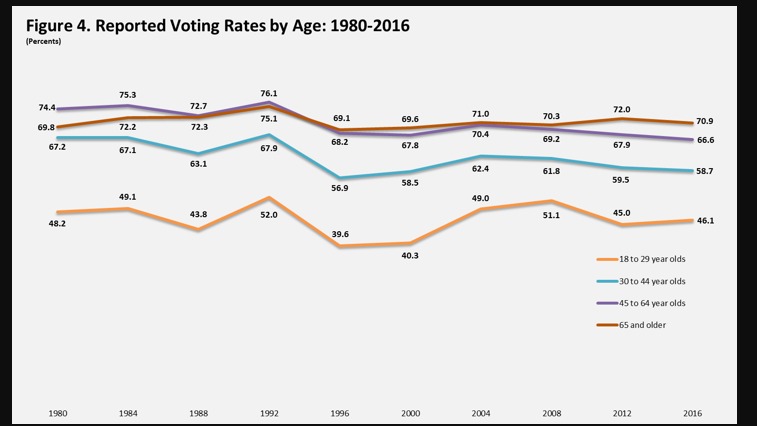 Figure 4. Reported Voting Rates by Age: 1980-2016
(Percents)
74.4 75.3 72.7 76.1 69.1 69.6 71.0 70.3 72.0 70.9
69.8 72.2 72.3 75.1 68.2 67.8 70.4 69.2 67.9 66.6
67.2 67.1 63.1 67.9 56.9 58.5 62.4 61.8 59.5 58.7
48.2 49.1 43.8 52.0 39.6 40.3 49.0 51.1 45.0 46.1
18 to 29 year olds
30 to 44 year olds
45 to 64 year olds
65 and older
1980 1984 1988 1992 1996 2000 2004 2008 2012 2016